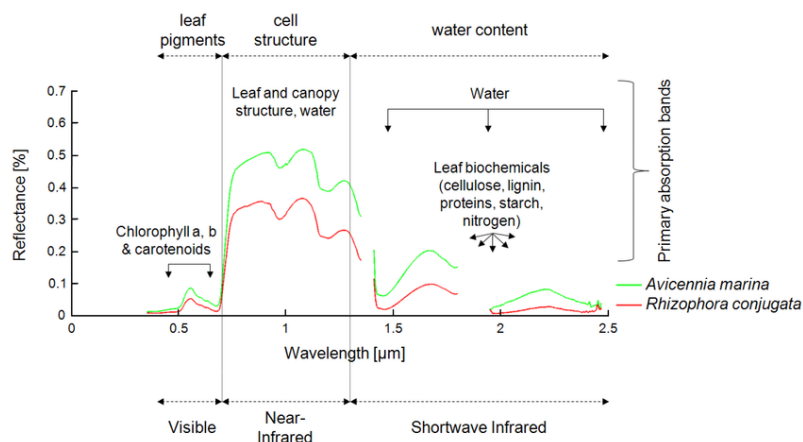 leaf
pigments
cell
structure
water content
0.7
0.6
0.5
0.4
0.3
0.2
0.1
0
Reflectance [%]
Leaf and canopy
structure, water
Water
Chlorophyll a, b
& carotenoids
Leaf biochemicals
(cellulose, lignin,
proteins, starch,
nitrogen)
Primary absorption bands
Avicennia marina
Rhizophora conjugata
0 0.5 1 1.5 2 2.5
Wavelength [µm]
Visible
Near-
Infrared
Shortwave Infrared